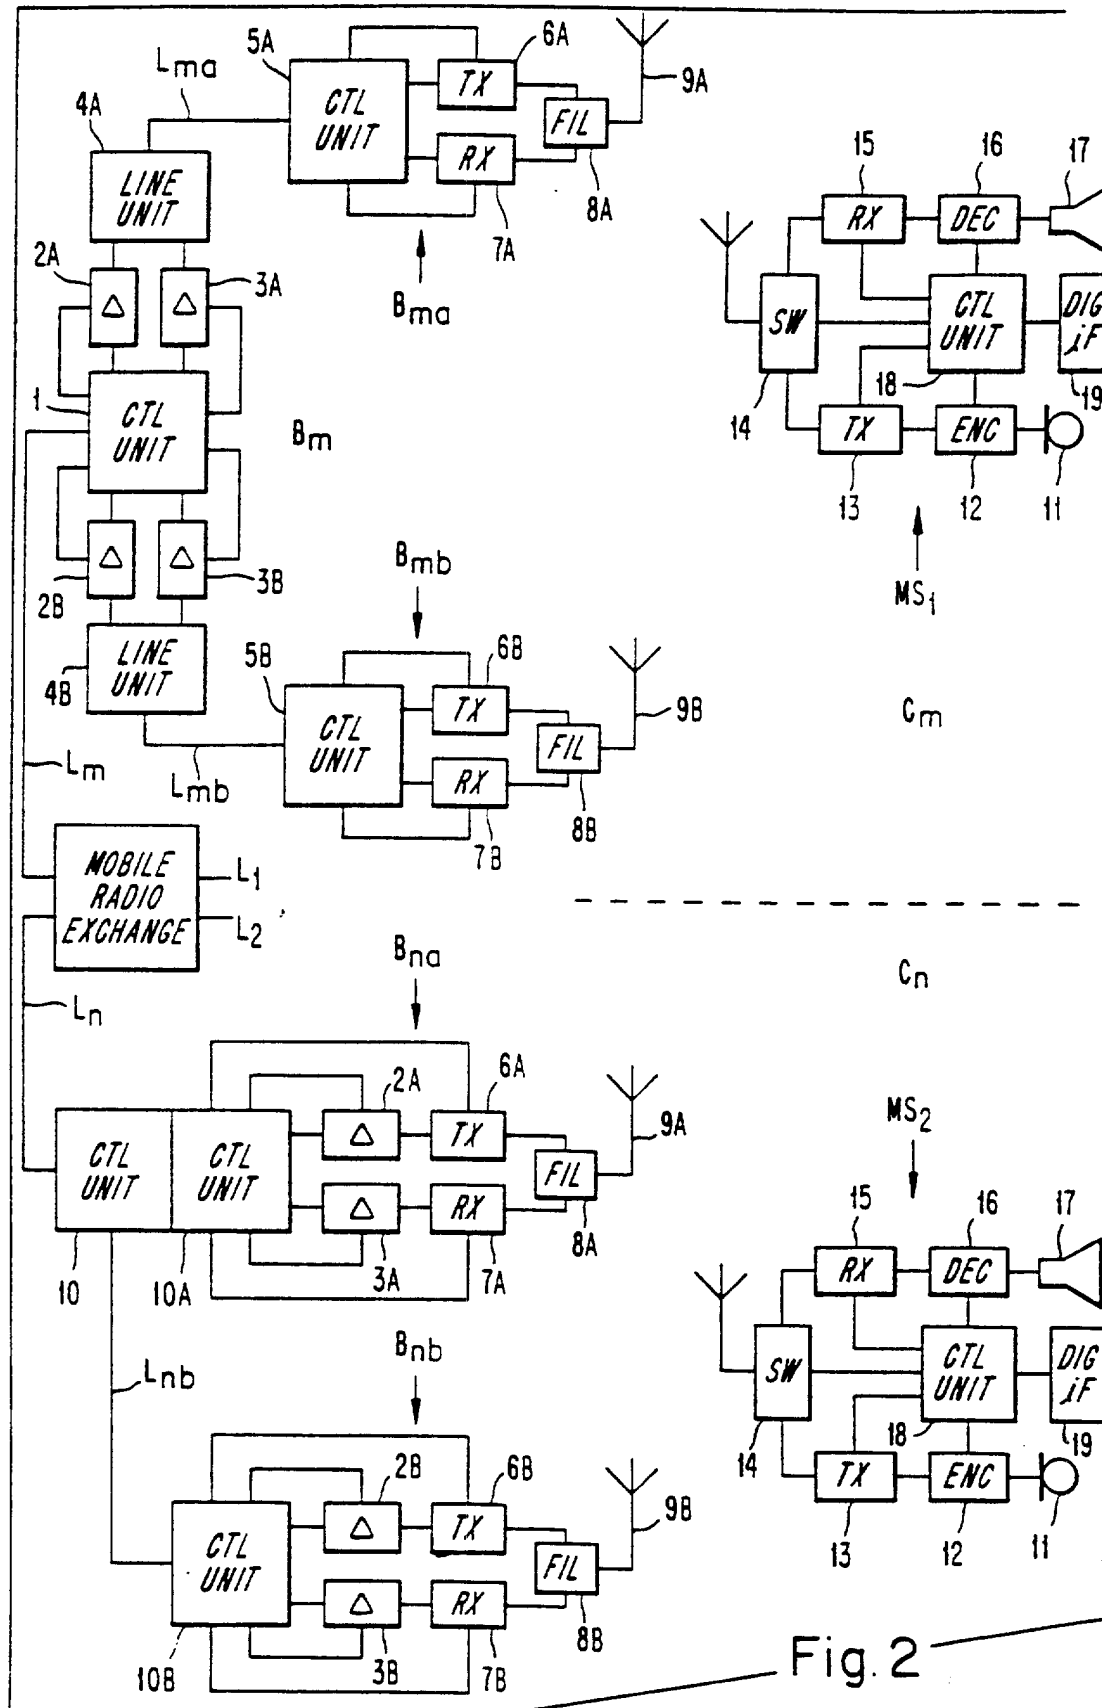 5A
6A
TX
9A
Lma
CTL
UNIT
FIL
4A
RX
8A
7A
Bma
LINE
UNIT
2A
3A
Δ
Δ
1
CTL
UNIT
Bm
Δ
Δ
2B
3B
LINE
UNIT
4B
Lm
Lmb
Bmb
5B
6B
TX
9B
CTL
UNIT
FIL
RX
8B
7B
15
16
17
RX
DEC
SW
CTL
UNIT
DIG
iF
14
18
19
TX
ENC
13
12
11
MS1
Cm
MOBILE
RADIO
EXCHANGE
L1
L2
Ln
Bna
Cn
2A
6A
Δ
TX
9A
CTL
UNIT
CTL
UNIT
FIL
Δ
RX
8A
10
10A
3A
7A
Lnb
Bnb
2B
6B
Δ
TX
9B
CTL
UNIT
FIL
Δ
RX
8B
10B
3B
7B
MS2
15
16
17
RX
DEC
SW
CTL
UNIT
DIG
iF
14
18
19
TX
ENC
13
12
11
Fig. 2